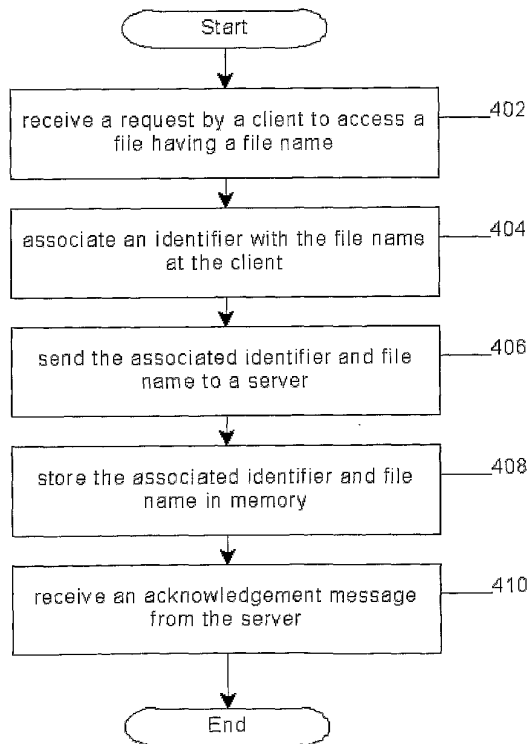 Start
receive a request by a client to access a
file having a file name
402
associate an identifier with the file name
at the client
404
send the associated identifier and file
name to a server
406
store the associated identifier and file
name in memory
408
receive an acknowledgement message
from the server
410
End